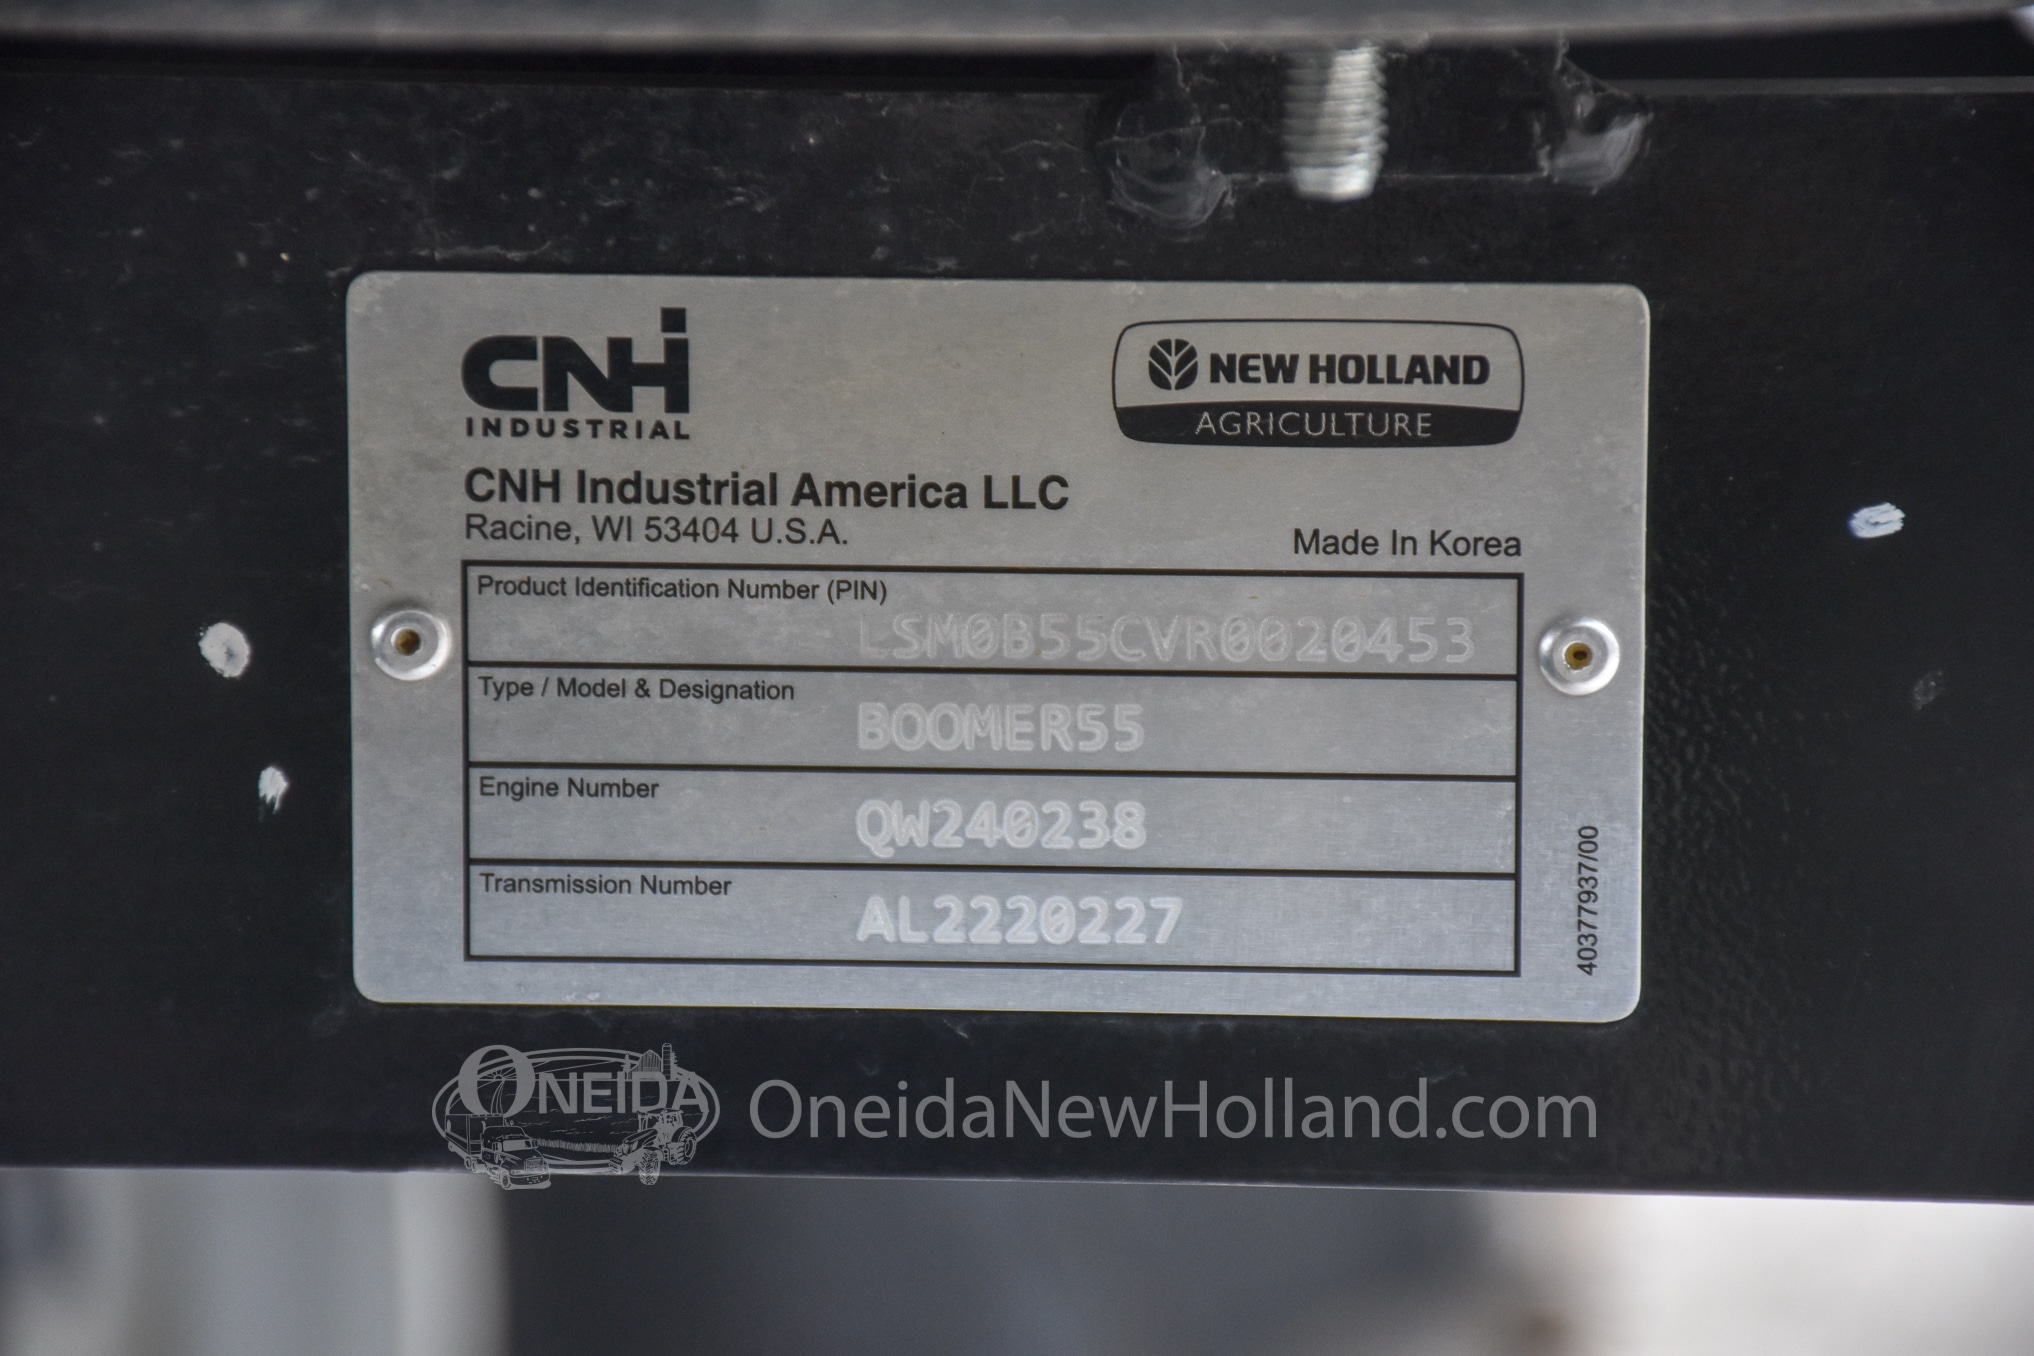 CNHi
INDUSTRIAL
NEW HOLLAND
AGRICULTURE
CNH Industrial America LLC
Racine, WI 53404 U.S.A.
Made In Korea
Product Identification Number (PIN)
LSM0B55CVR0020453
Type / Model & Designation
BOOMER55
Engine Number
QW240238
Transmission Number
AL2220227
40377937/00
ONEIDA
OneidaNewHolland.com